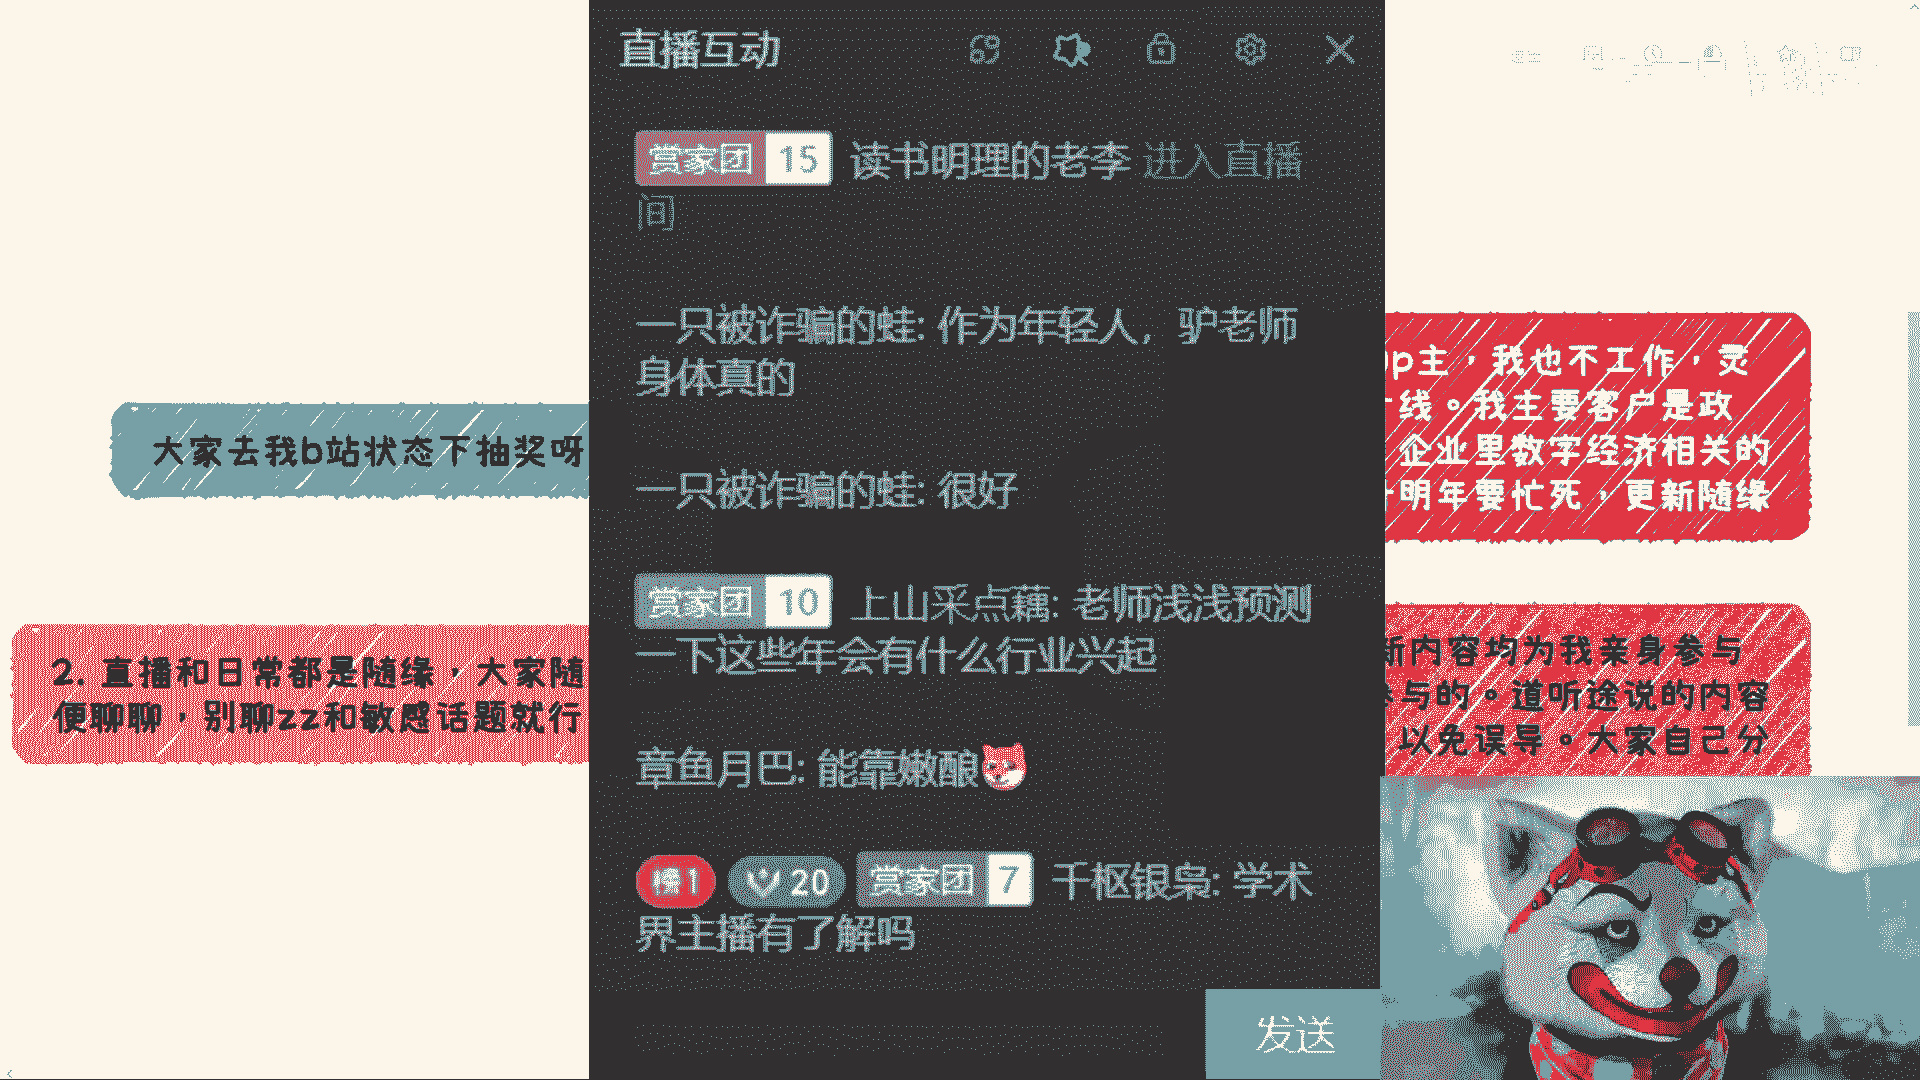 直播互动
赏家团 15 读书明理的老李 进入直播
间
一只被诈骗的蛙: 作为年轻人，驴老师
身体真的
一只被诈骗的蛙: 很好
赏家团 10 上山采点藕: 老师浅浅预测
一下这些年会有什么行业兴起
章鱼月巴: 能靠嫩酿
榜1 20 赏家团 7 千枢银枭: 学术
界主播有了解吗
发送
大家去我b站状态下抽奖呀
2. 直播和日常都是随缘，大家随
便聊聊，别聊zz和敏感话题就行
p主，我也不工作，灵
线。我主要客户是政
企业里数字经济相关的
明年要忙死，更新随缘
新内容均为我亲身参与
参与的。道听途说的内容
以免误导。大家自己分